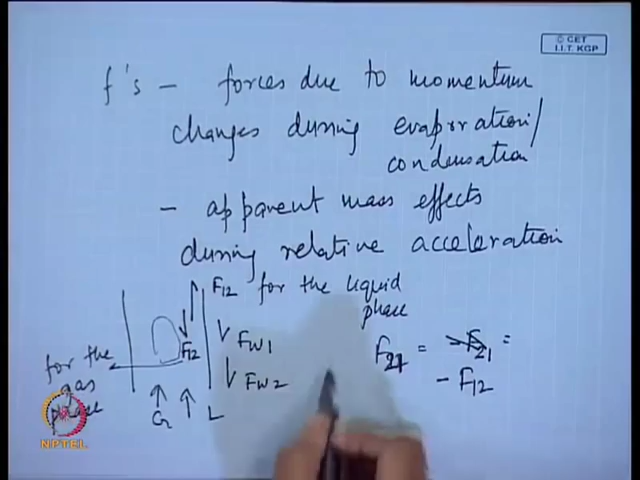 © CET
I.I.T. KGP
f's – forces due to momentum
changes during evaporation/
condensation
– apparent mass effects
during relative acceleration
F12 for the liquid
phase
for the
gas
phase
F12
FW1
FW2
G
L
F21 = -F21 =
- F12
NPTEL